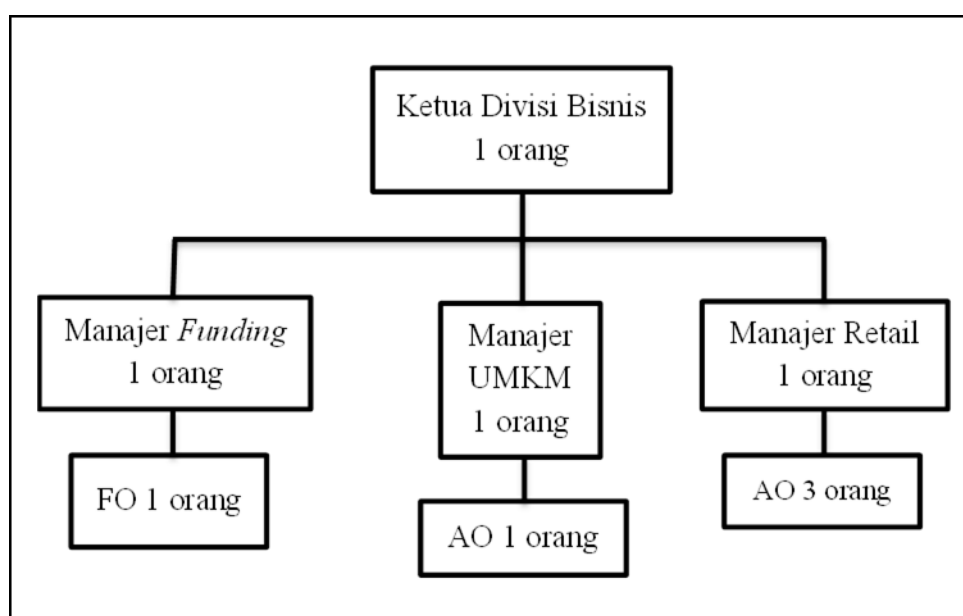 Ketua Divisi Bisnis
1 orang
Manajer Funding
1 orang
Manajer
UMKM
1 orang
Manajer Retail
1 orang
FO 1 orang
AO 1 orang
AO 3 orang